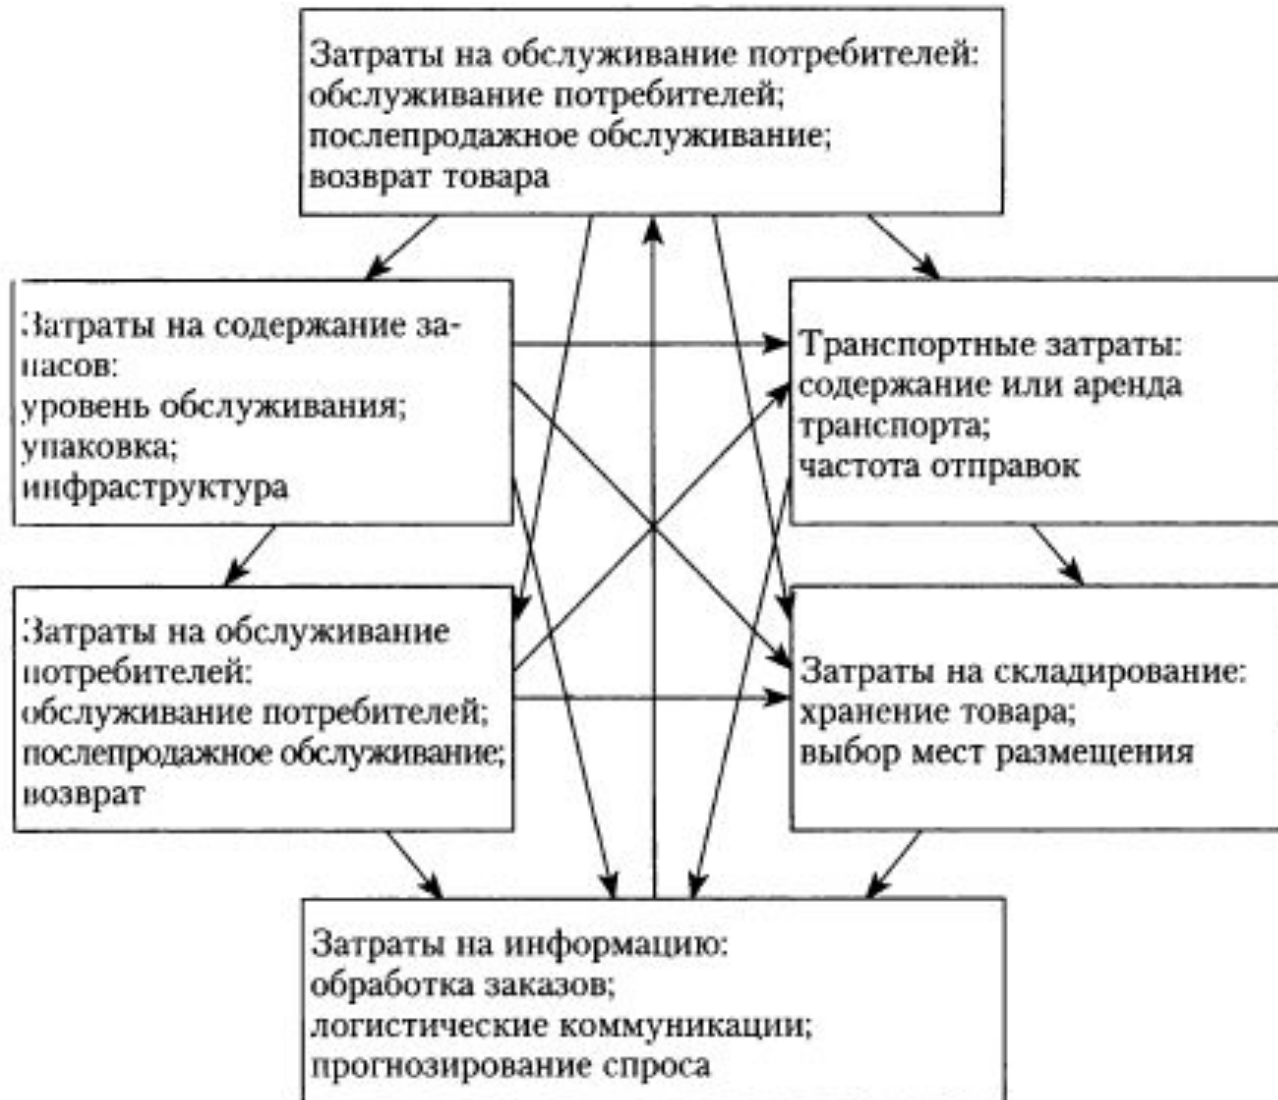 Затраты на обслуживание потребителей:
обслуживание потребителей;
послепродажное обслуживание;
возврат товара
Затраты на содержание за-
пасов:
уровень обслуживания;
упаковка;
инфраструктура
Транспортные затраты:
содержание или аренда
транспорта;
частота отправок
Затраты на обслуживание
потребителей:
обслуживание потребителей;
послепродажное обслуживание;
возврат
Затраты на складирование:
хранение товара;
выбор мест размещения
Затраты на информацию:
обработка заказов;
логистические коммуникации;
прогнозирование спроса